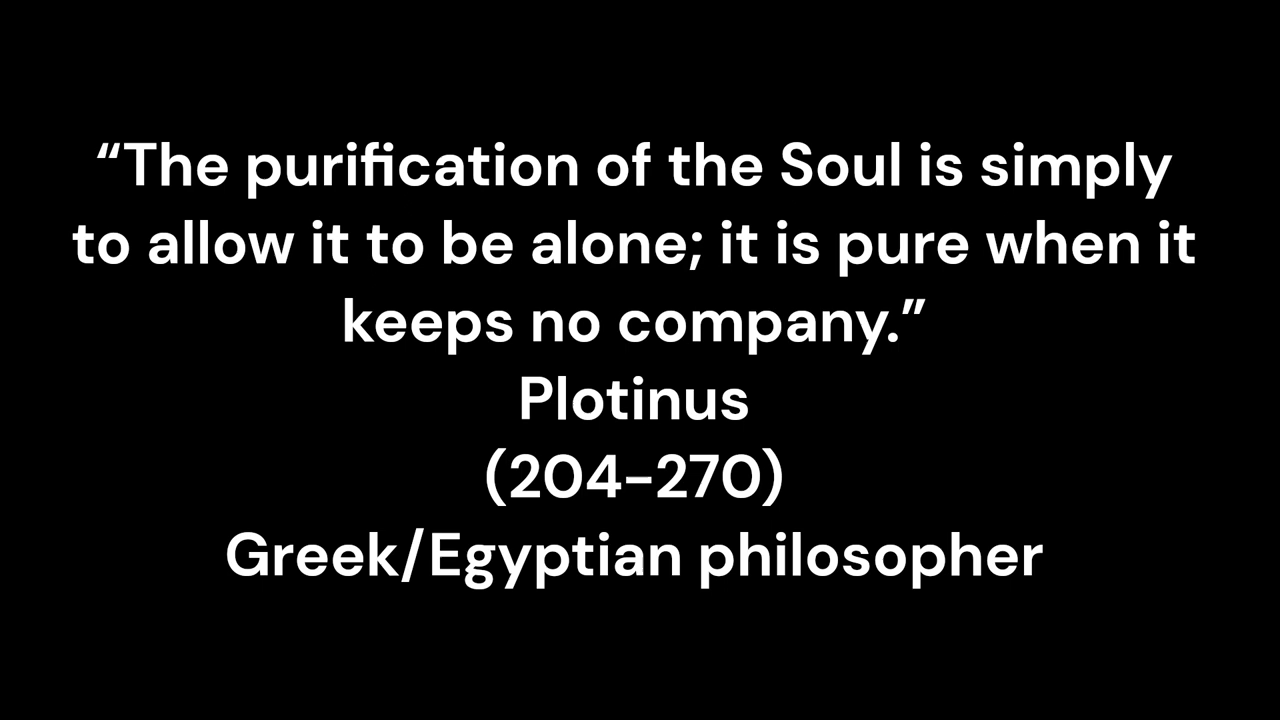 “The purification of the Soul is simply
to allow it to be alone; it is pure when it
keeps no company.”
Plotinus
(204–270)
Greek/Egyptian philosopher